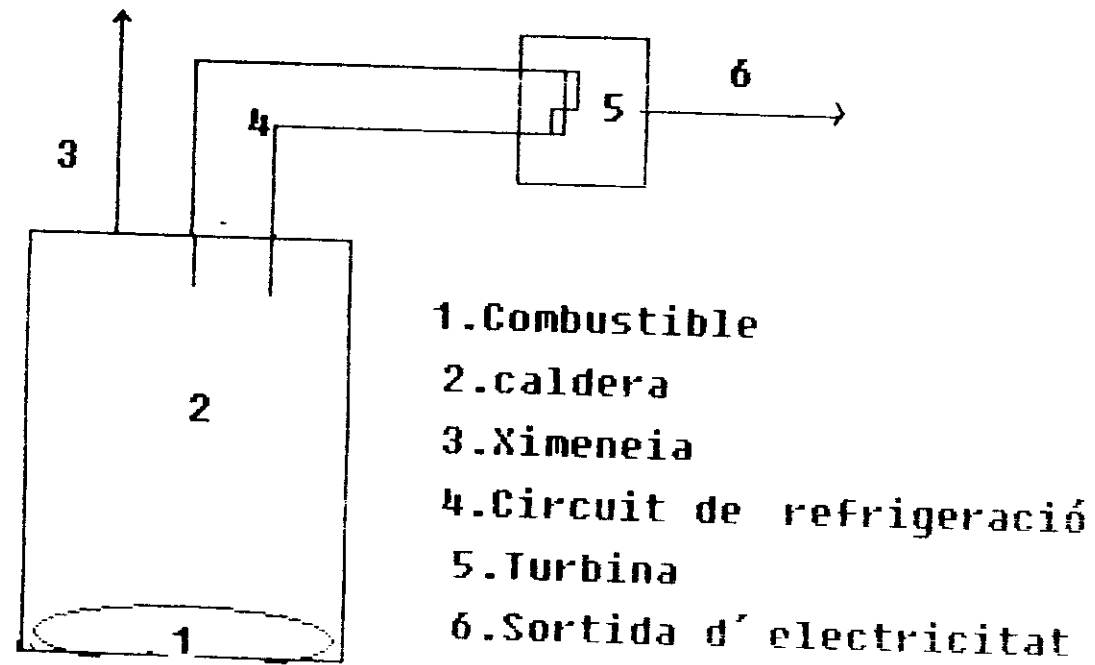 6
5
4
3
2
1
1.Combustible
2.caldera
3.Ximeneia
4.Circuit de refrigeració
5.Turbina
6.Sortida d´electricitat